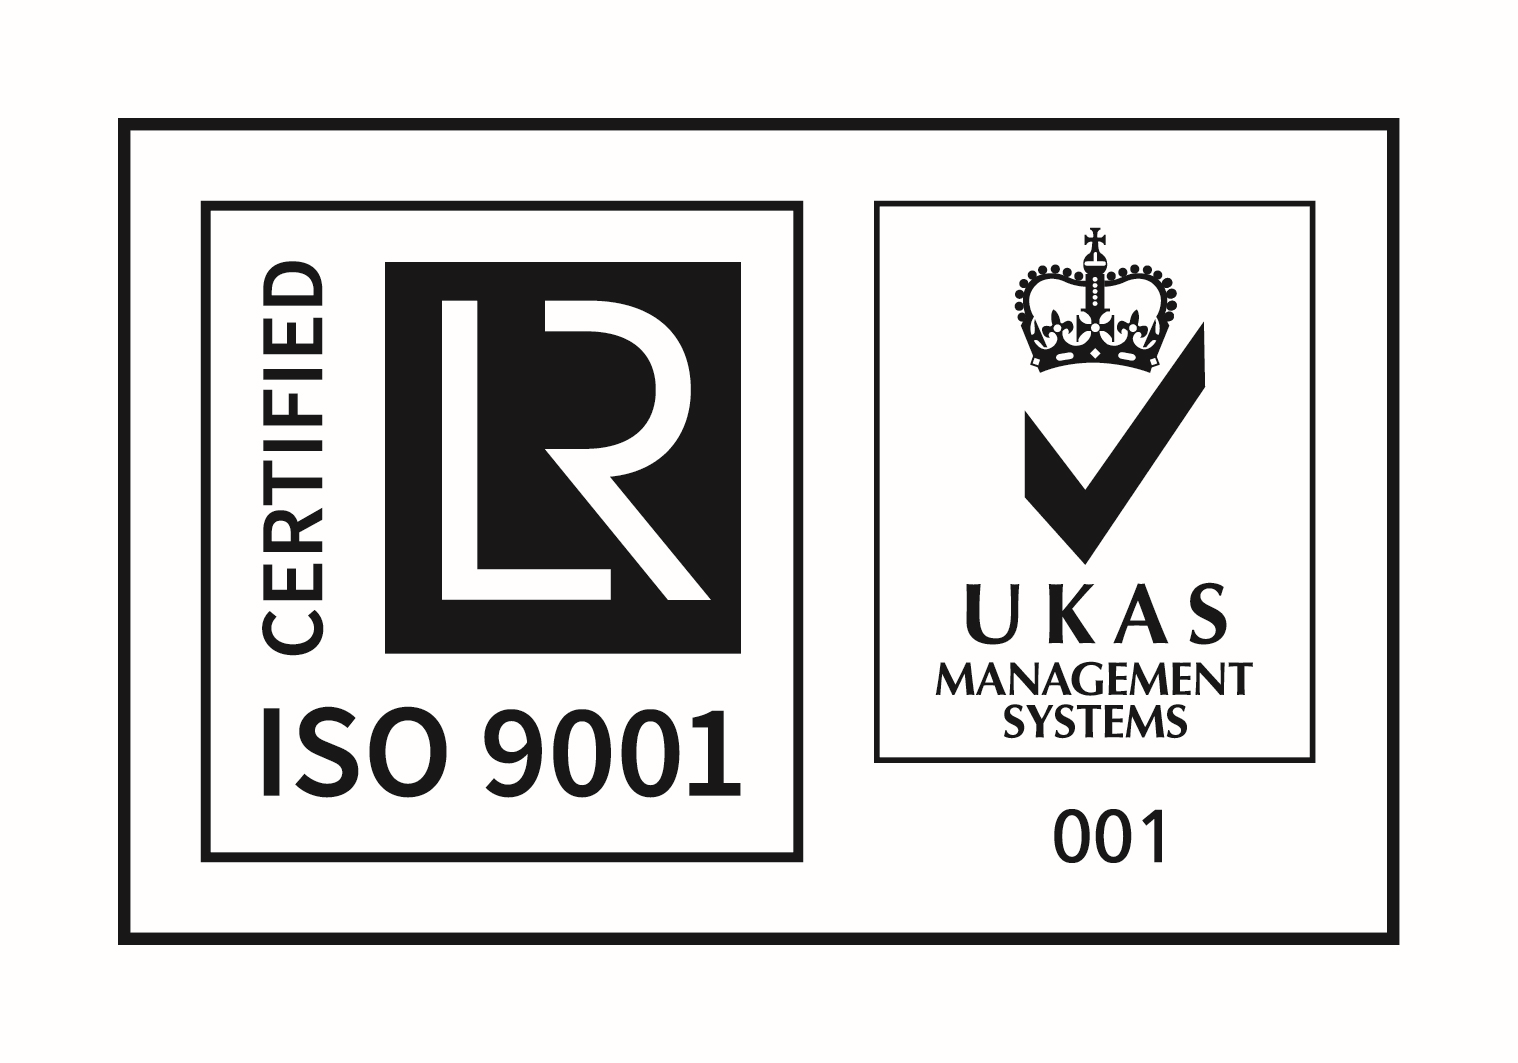 CERTIFIED
LR
ISO 9001
UKAS
MANAGEMENT
SYSTEMS
001